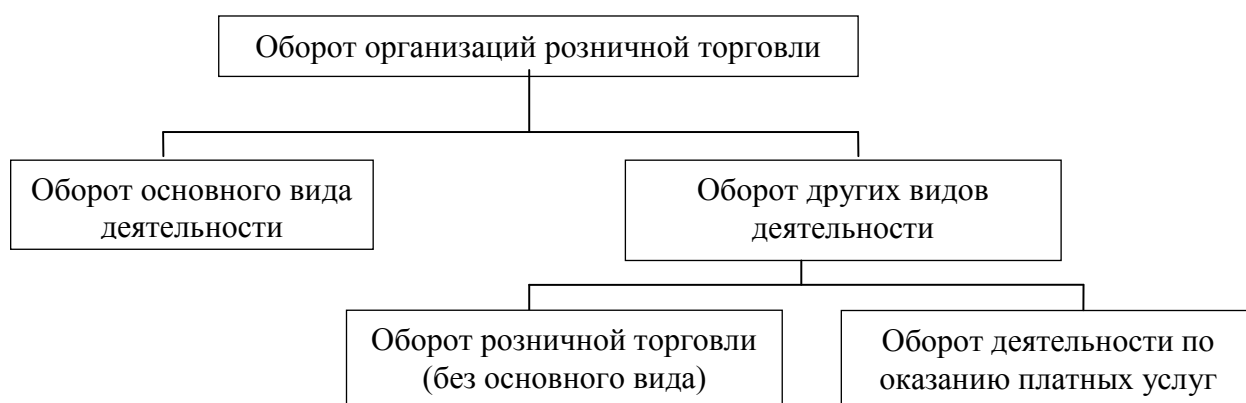 Оборот организаций розничной торговли
Оборот основного вида
деятельности
Оборот других видов
деятельности
Оборот розничной торговли
(без основного вида)
Оборот деятельности по
оказанию платных услуг